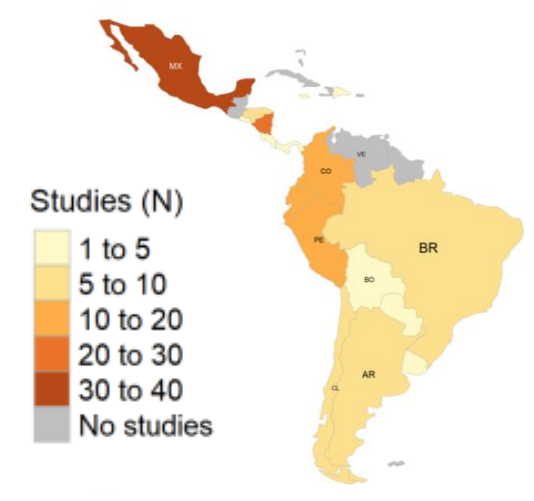 MX
VE
CO
Studies (N)
PE
BR
1 to 5
BO
5 to 10
10 to 20
20 to 30
AR
30 to 40
CL
No studies